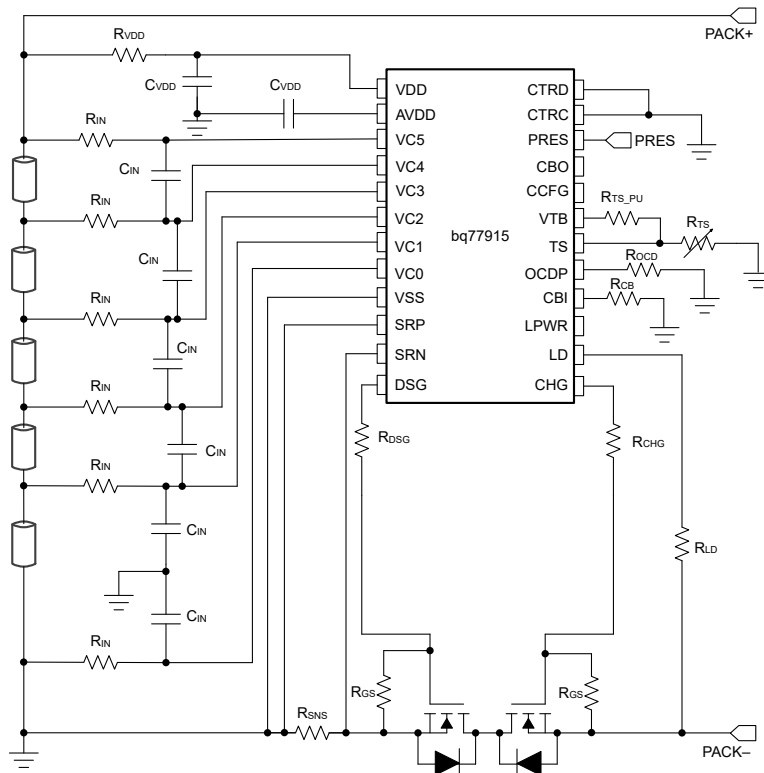 PACK+
RVDD
CVDD
CVDD
VDD
CTRD
AVDD
CTRC
RIN
VC5
PRES
PRES
CIN
VC4
CBO
VC3
CCFG
RIN
VC2
VTB
RTS_PU
RTS
bq77915
VC1
TS
CIN
VC0
OCDP
ROCD
VSS
CBI
RCB
RIN
SRP
LPWR
CIN
SRN
LD
RIN
DSG
CHG
CIN
RDSG
RCHG
RIN
CIN
RLD
CIN
RIN
RGS
RGS
RSNS
PACK–